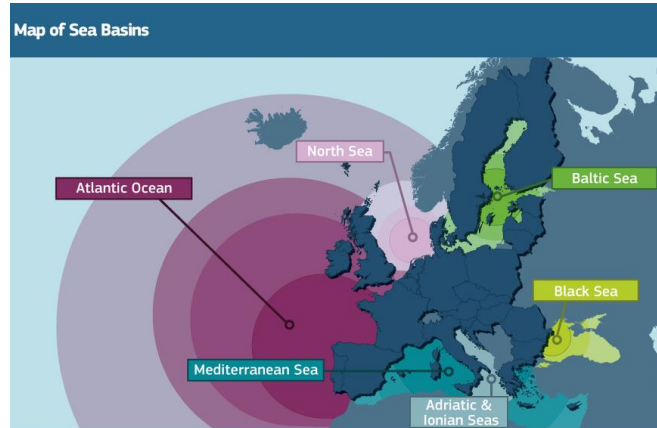 Map of Sea Basins
North Sea
Atlantic Ocean
Baltic Sea
Black Sea
Mediterranean Sea
Adriatic &
Ionian Seas